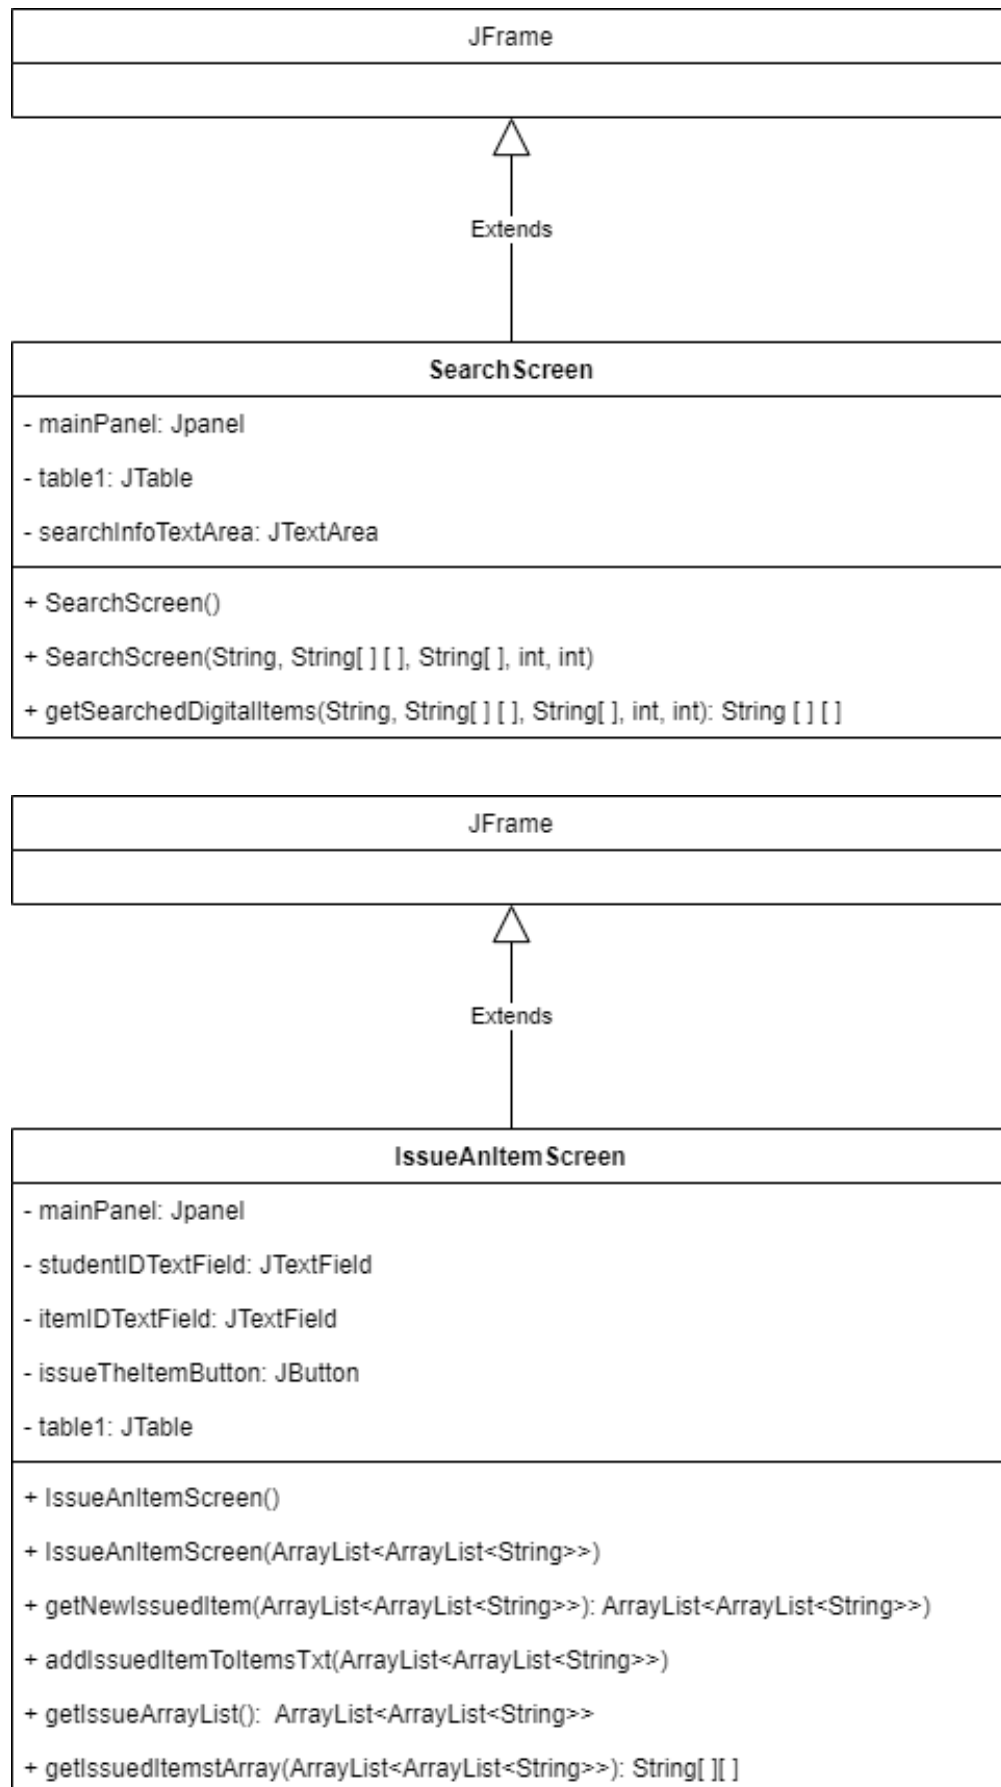 JFrame
Extends
SearchScreen
- mainPanel: Jpanel
- table1: JTable
- searchInfoTextArea: JTextArea
+ SearchScreen()
+ SearchScreen(String, String[ ] [ ], String[ ], int, int)
+ getSearchedDigitalItems(String, String[ ] [ ], String[ ], int, int): String [ ] [ ]
JFrame
Extends
IssueAnItemScreen
- mainPanel: Jpanel
- studentIDTextField: JTextField
- itemIDTextField: JTextField
- issueTheItemButton: JButton
- table1: JTable
+ IssueAnItemScreen()
+ IssueAnItemScreen(ArrayList<ArrayList<String>>)
+ getNewIssuedItem(ArrayList<ArrayList<String>>): ArrayList<ArrayList<String>>)
+ addIssuedItemToItemsTxt(ArrayList<ArrayList<String>>)
+ getIssueArrayList():  ArrayList<ArrayList<String>>
+ getIssuedItemstArray(ArrayList<ArrayList<String>>): String[ ][ ]